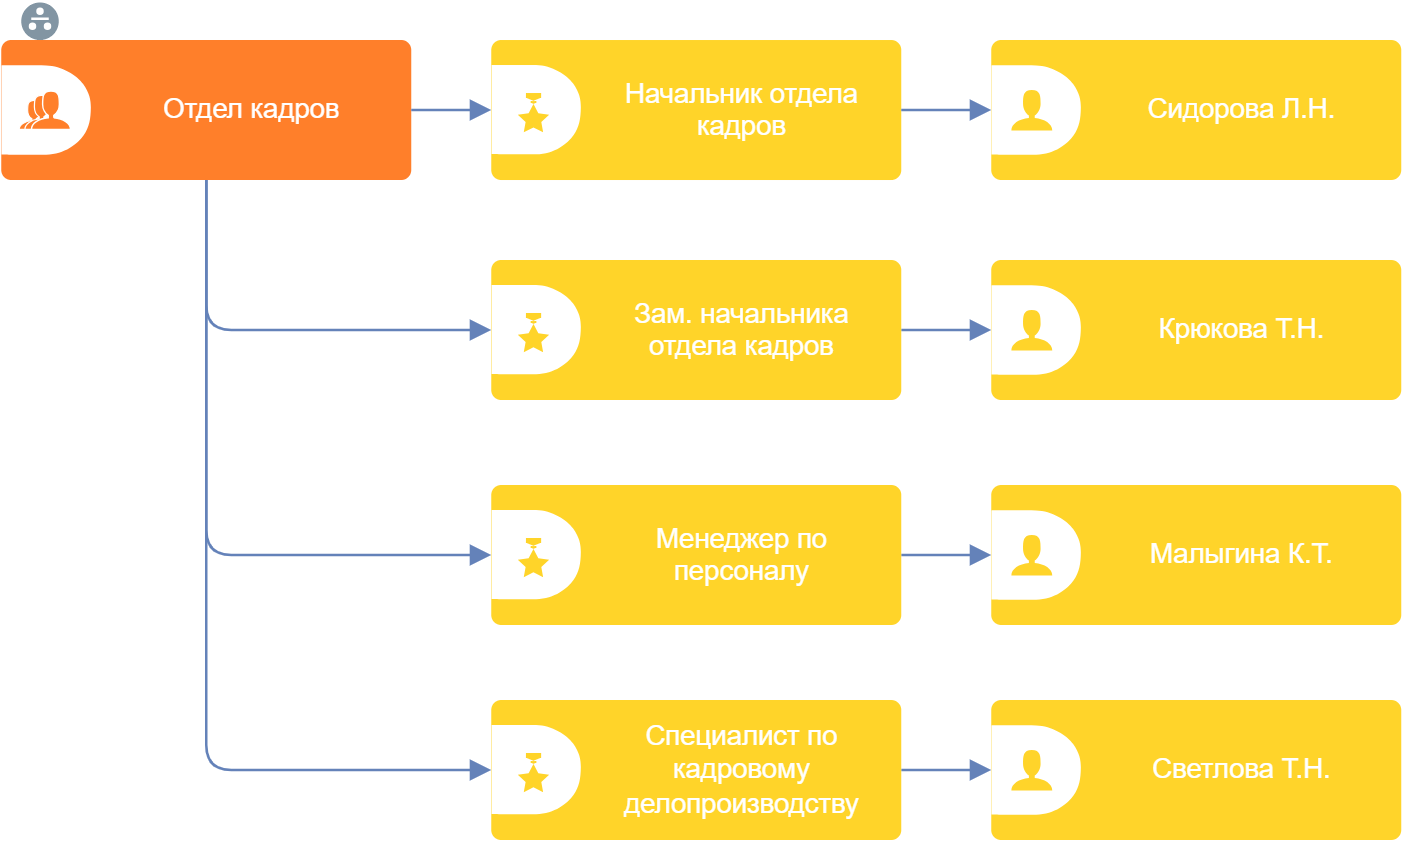 Отдел кадров
Начальник отдела
кадров
Сидорова Л.Н.
Зам. начальника
отдела кадров
Крюкова Т.Н.
Менеджер по
персоналу
Малыгина К.Т.
Специалист по
кадровому
делопроизводству
Светлова Т.Н.